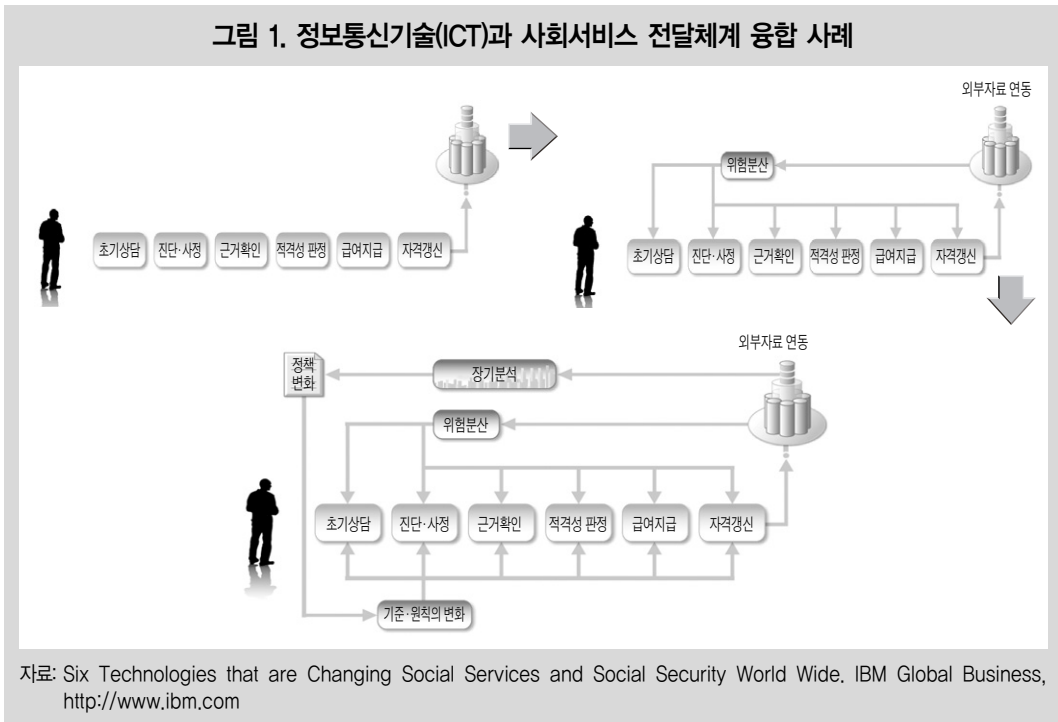 그림 1. 정보통신기술(ICT)과 사회서비스 전달체계 융합 사례
초기상담 진단·사정 근거확인 적격성 판정 급여지급 자격갱신
외부자료 연동
위험분산
초기상담 진단·사정 근거확인 적격성 판정 급여지급 자격갱신
외부자료 연동
정책
변화
장기분석
위험분산
초기상담 진단·사정 근거확인 적격성 판정 급여지급 자격갱신
기준·원칙의 변화
자료: Six Technologies that are Changing Social Services and Social Security World Wide. IBM Global Business,
http://www.ibm.com